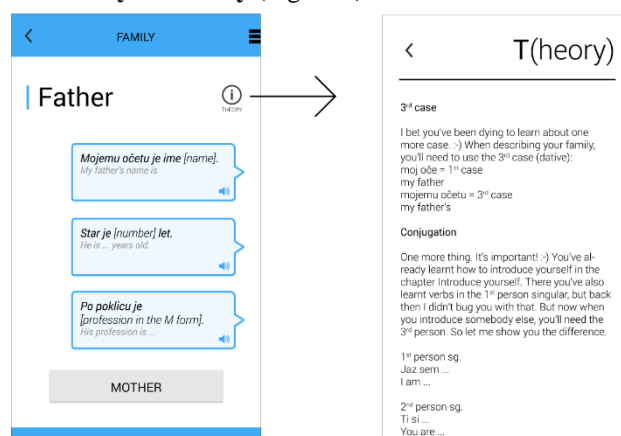 FAMILY
Father
THEORY
Mojemu očetu je ime [name].
My father's name is
Star je [number] let.
He is ... years old.
Po poklicu je
[profession in the M form].
His profession is ...
MOTHER
T(heory)
3rd case
I bet you've been dying to learn about one
more case. :-) When describing your family,
you'll need to use the 3rd case (dative):
moj oče = 1st case
my father
mojemu očetu = 3rd case
my father's
Conjugation
One more thing. It's important! :-) You've al-
ready learnt how to introduce yourself in the
chapter Introduce yourself. There you've also
learnt verbs in the 1st person singular, but back
then I didn't bug you with that. But now when
you introduce somebody else, you'll need the
3rd person. So let me show you the difference.
1st person sg.
Jaz sem ...
I am ...
2nd person sg.
Ti si ...
You are ...